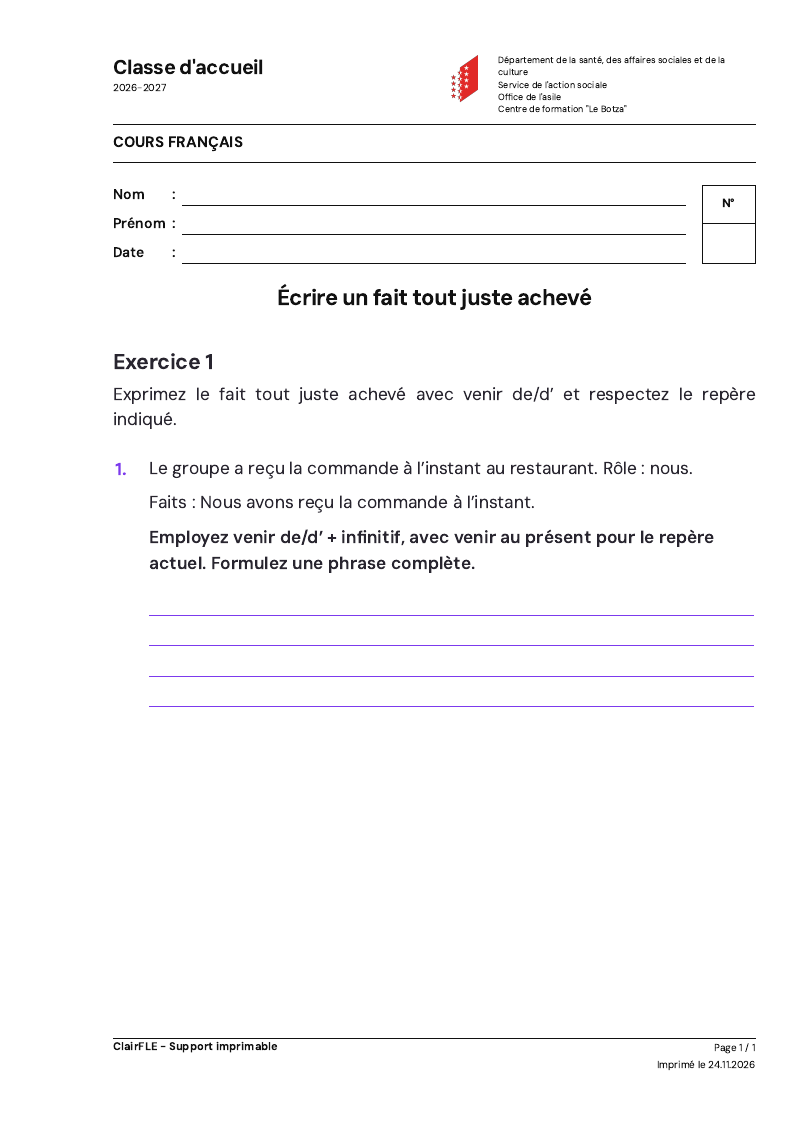 Classe d'accueil
2026-2027
Département de la santé, des affaires sociales et de la
culture
Service de l'action sociale
Office de l'asile
Centre de formation "Le Botza"
COURS FRANÇAIS
Nom :
Prénom :
Date :
N°
Écrire un fait tout juste achevé
Exercice 1
Exprimez le fait tout juste achevé avec venir de/d’ et respectez le repère
indiqué.
1. Le groupe a reçu la commande à l’instant au restaurant. Rôle : nous.
Faits : Nous avons reçu la commande à l’instant.
Employez venir de/d’ + infinitif, avec venir au présent pour le repère
actuel. Formulez une phrase complète.
ClairFLE - Support imprimable
Page 1 / 1
Imprimé le 24.11.2026